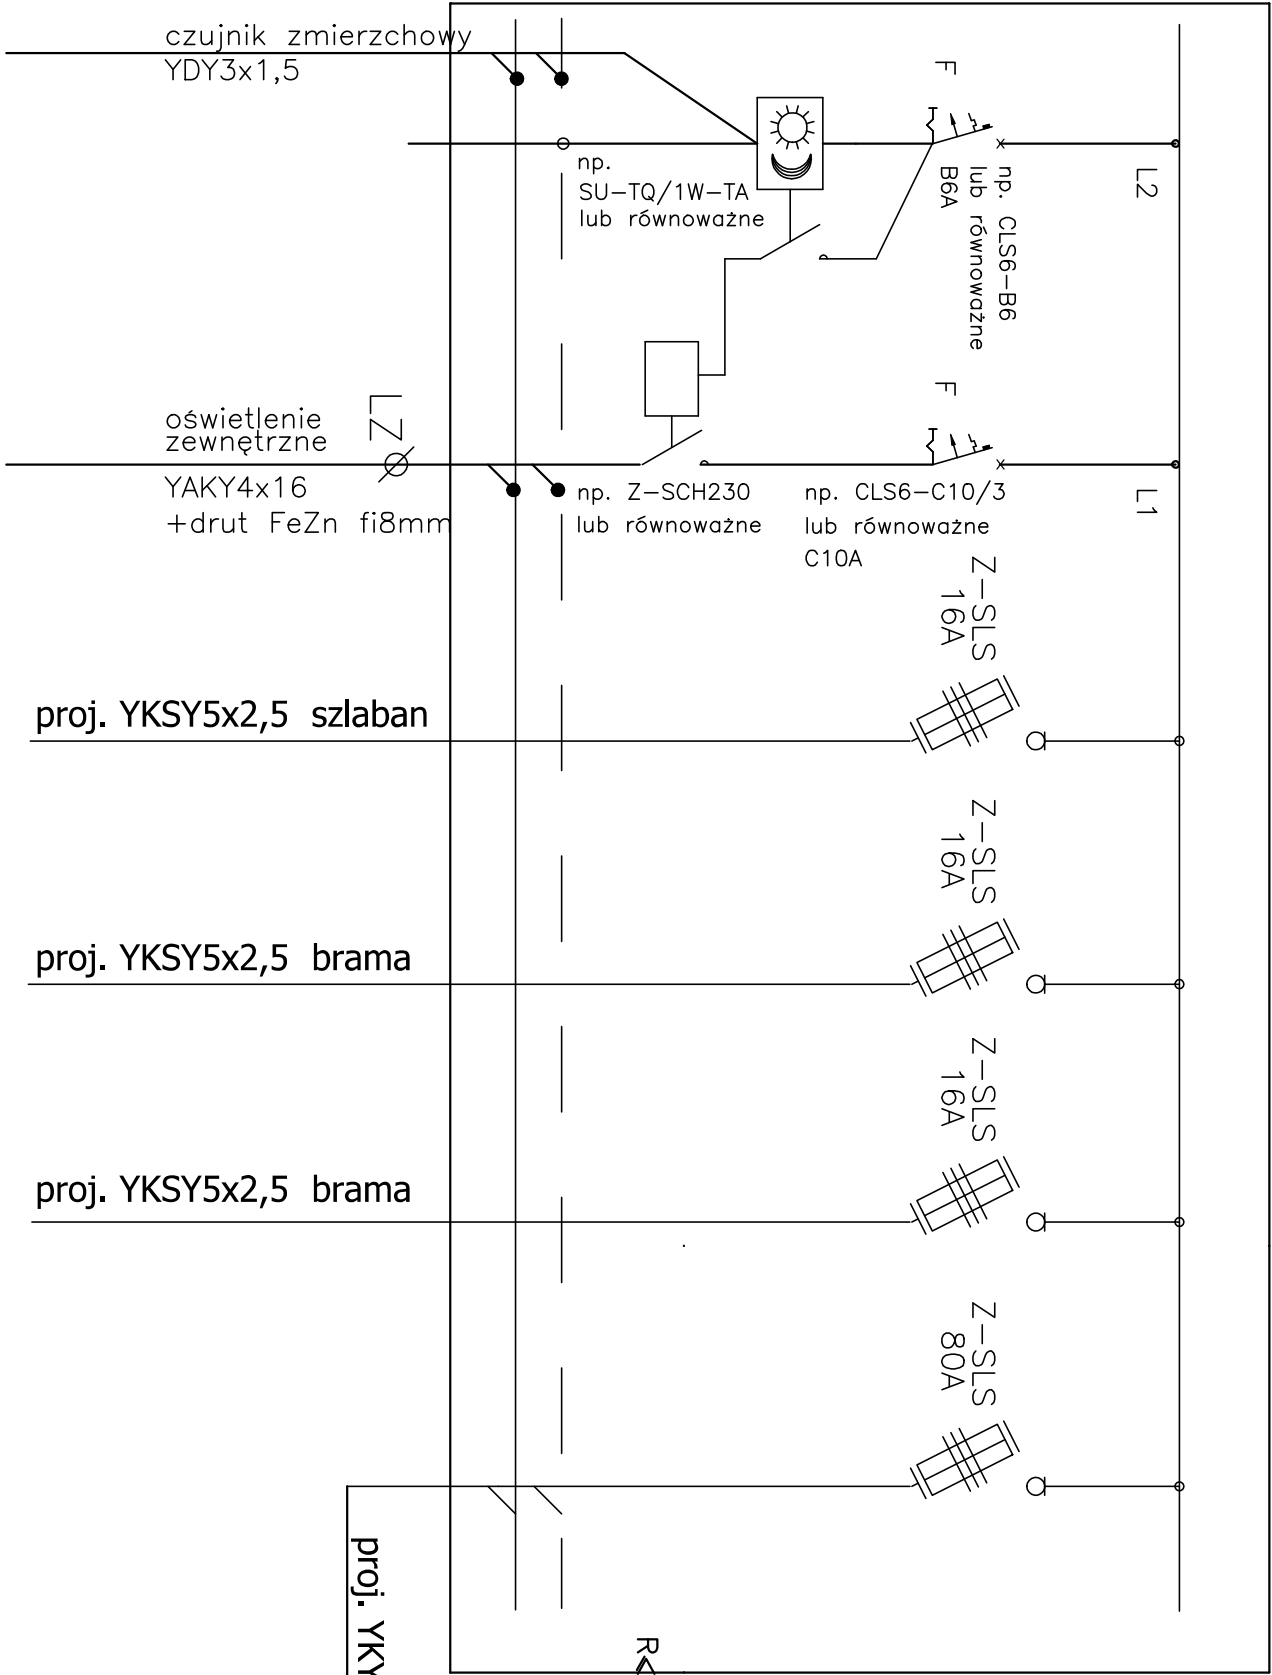 czujnik zmierzchowy
YDY3x1,5
F
np.
SU-TQ/1W-TA
lub równoważne
np. CLS6-B6
lub równoważne
B6A
L2
oświetlenie
zewnętrzne
LZ
YAKY4x16
+drut FeZn fi8mm
F
np. Z-SCH230
lub równoważne
np. CLS6-C10/3
lub równoważne
C10A
L1
Z-SLS
16A
proj. YKSY5x2,5 szlaban
Z-SLS
16A
proj. YKSY5x2,5 brama
Z-SLS
16A
proj. YKSY5x2,5 brama
Z-SLS
80A
proj. YKY